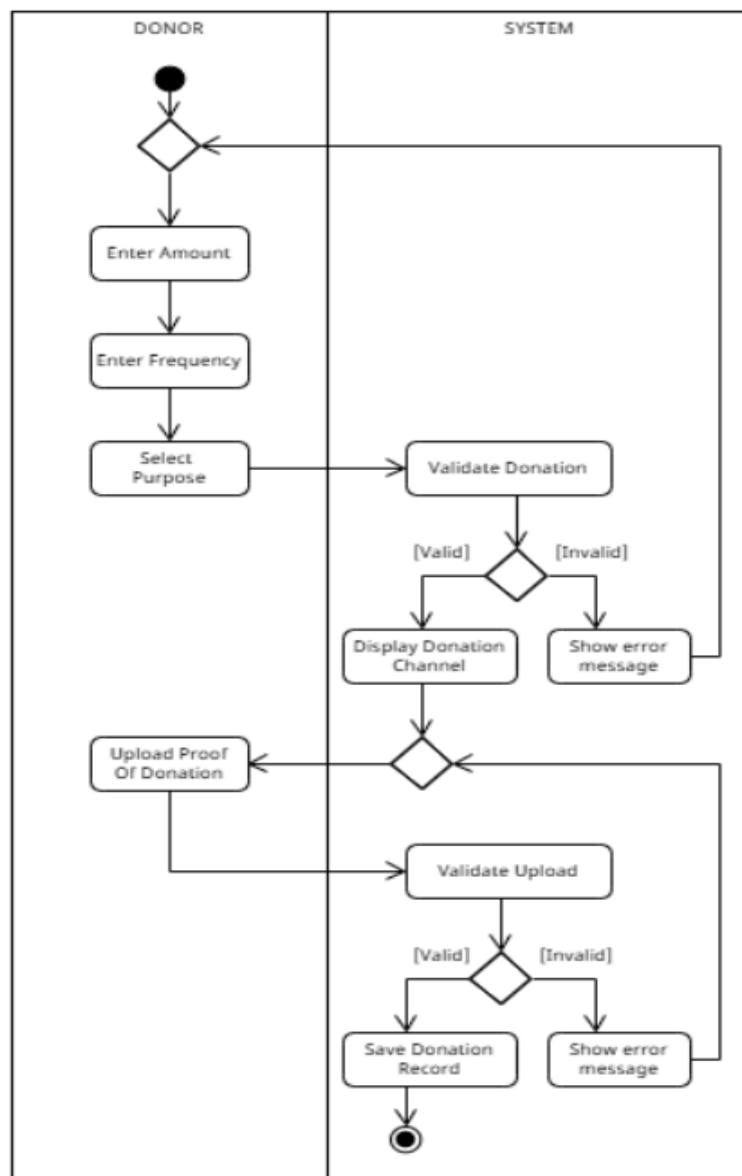 DONOR
SYSTEM
Enter Amount
Enter Frequency
Select
Purpose
Validate Donation
[Valid]
[Invalid]
Display Donation
Channel
Show error
message
Upload Proof
Of Donation
Validate Upload
[Valid]
[Invalid]
Save Donation
Record
Show error
message